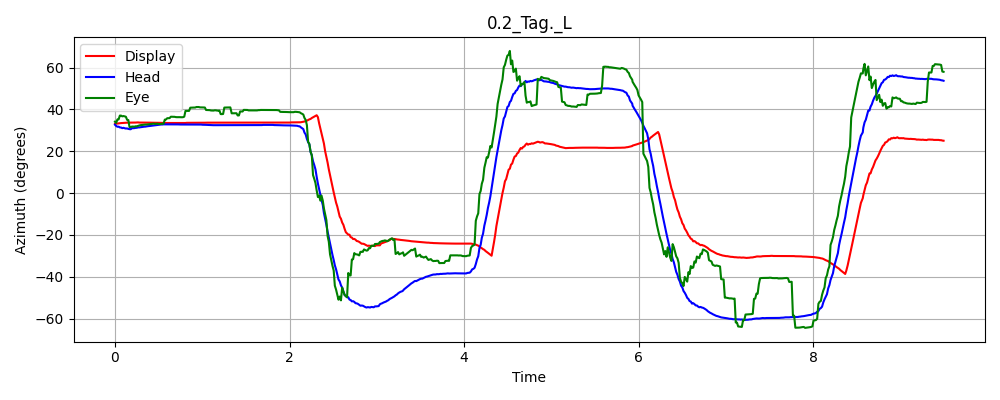 0.2_Tag._L
Display
Head
Eye
Azimuth (degrees)
60
40
20
0
−20
−40
−60
0 2 4 6 8
Time